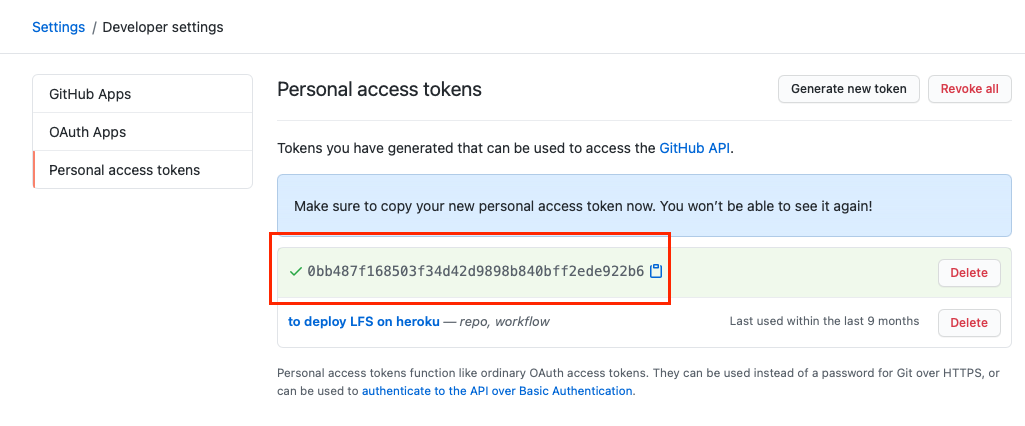 Settings / Developer settings
GitHub Apps
OAuth Apps
Personal access tokens
Personal access tokens
Generate new token
Revoke all
Tokens you have generated that can be used to access the GitHub API.
Make sure to copy your new personal access token now. You won’t be able to see it again!
0bb487f168503f34d42d9898b840bff2ede922b6
Delete
to deploy LFS on heroku — repo, workflow
Last used within the last 9 months
Delete
Personal access tokens function like ordinary OAuth access tokens. They can be used instead of a password for Git over HTTPS, or
can be used to authenticate to the API over Basic Authentication.